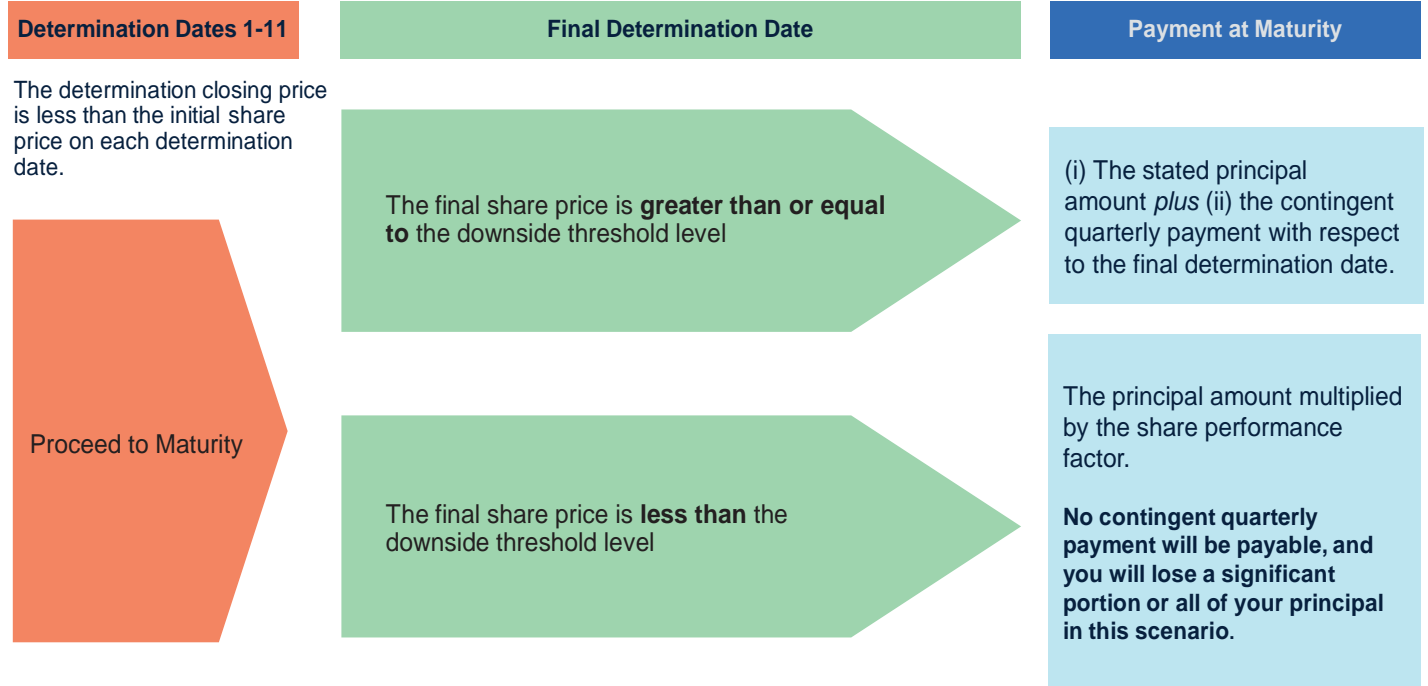 Determination Dates 1-11
Final Determination Date
Payment at Maturity
The determination closing price
is less than the initial share
price on each determination
date.
Proceed to Maturity
The final share price is greater than or equal
to the downside threshold level
(i) The stated principal
amount plus (ii) the contingent
quarterly payment with respect
to the final determination date.
The final share price is less than the
downside threshold level
The principal amount multiplied
by the share performance
factor.
No contingent quarterly
payment will be payable, and
you will lose a significant
portion or all of your principal
in this scenario.